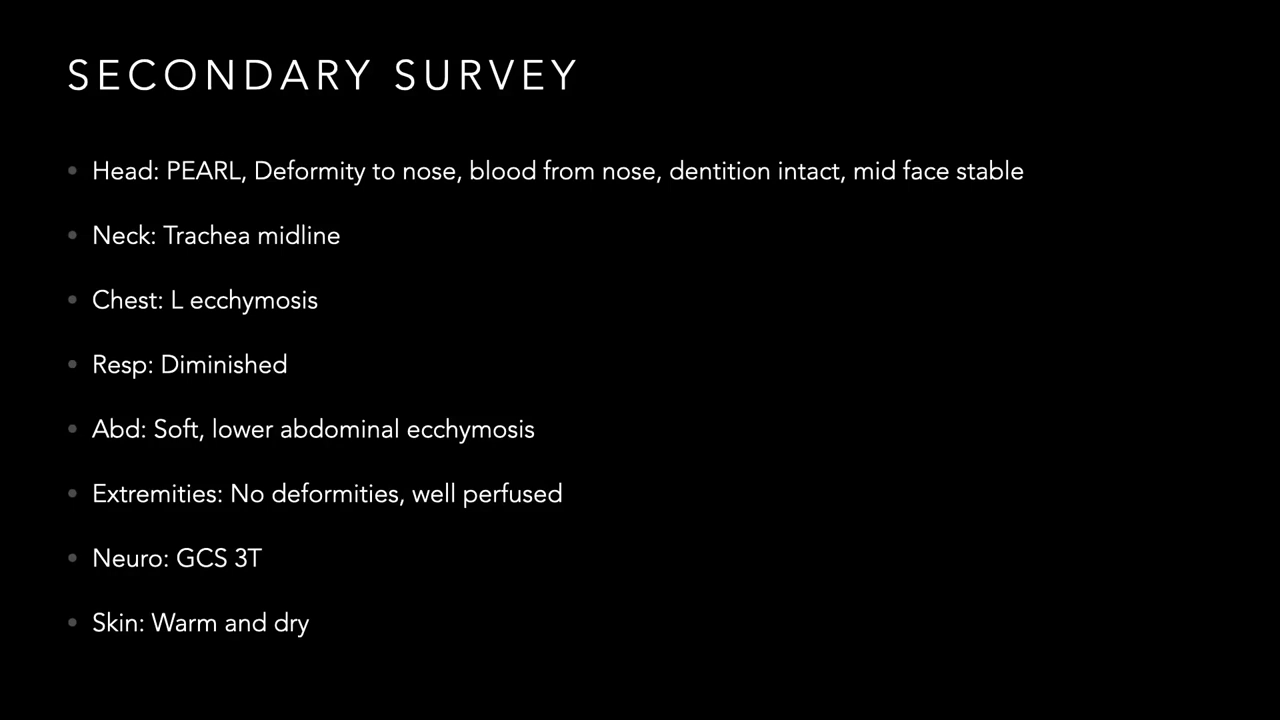 SECONDARY SURVEY
• Head: PEARL, Deformity to nose, blood from nose, dentition intact, mid face stable
• Neck: Trachea midline
• Chest: L ecchymosis
• Resp: Diminished
• Abd: Soft, lower abdominal ecchymosis
• Extremities: No deformities, well perfused
• Neuro: GCS 3T
• Skin: Warm and dry